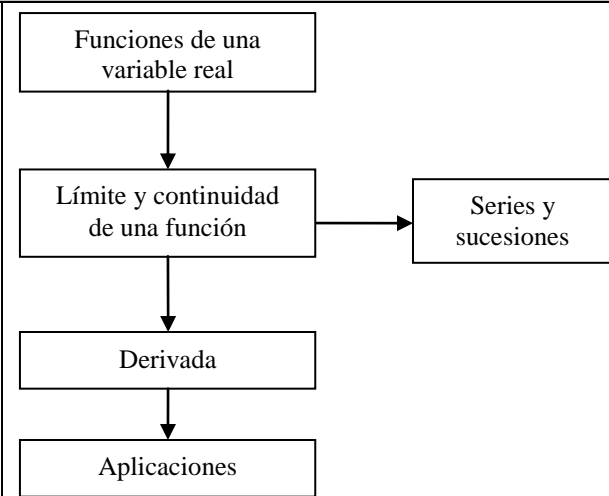 Funciones de una
variable real
Límite y continuidad
de una función
Series y
sucesiones
Derivada
Aplicaciones